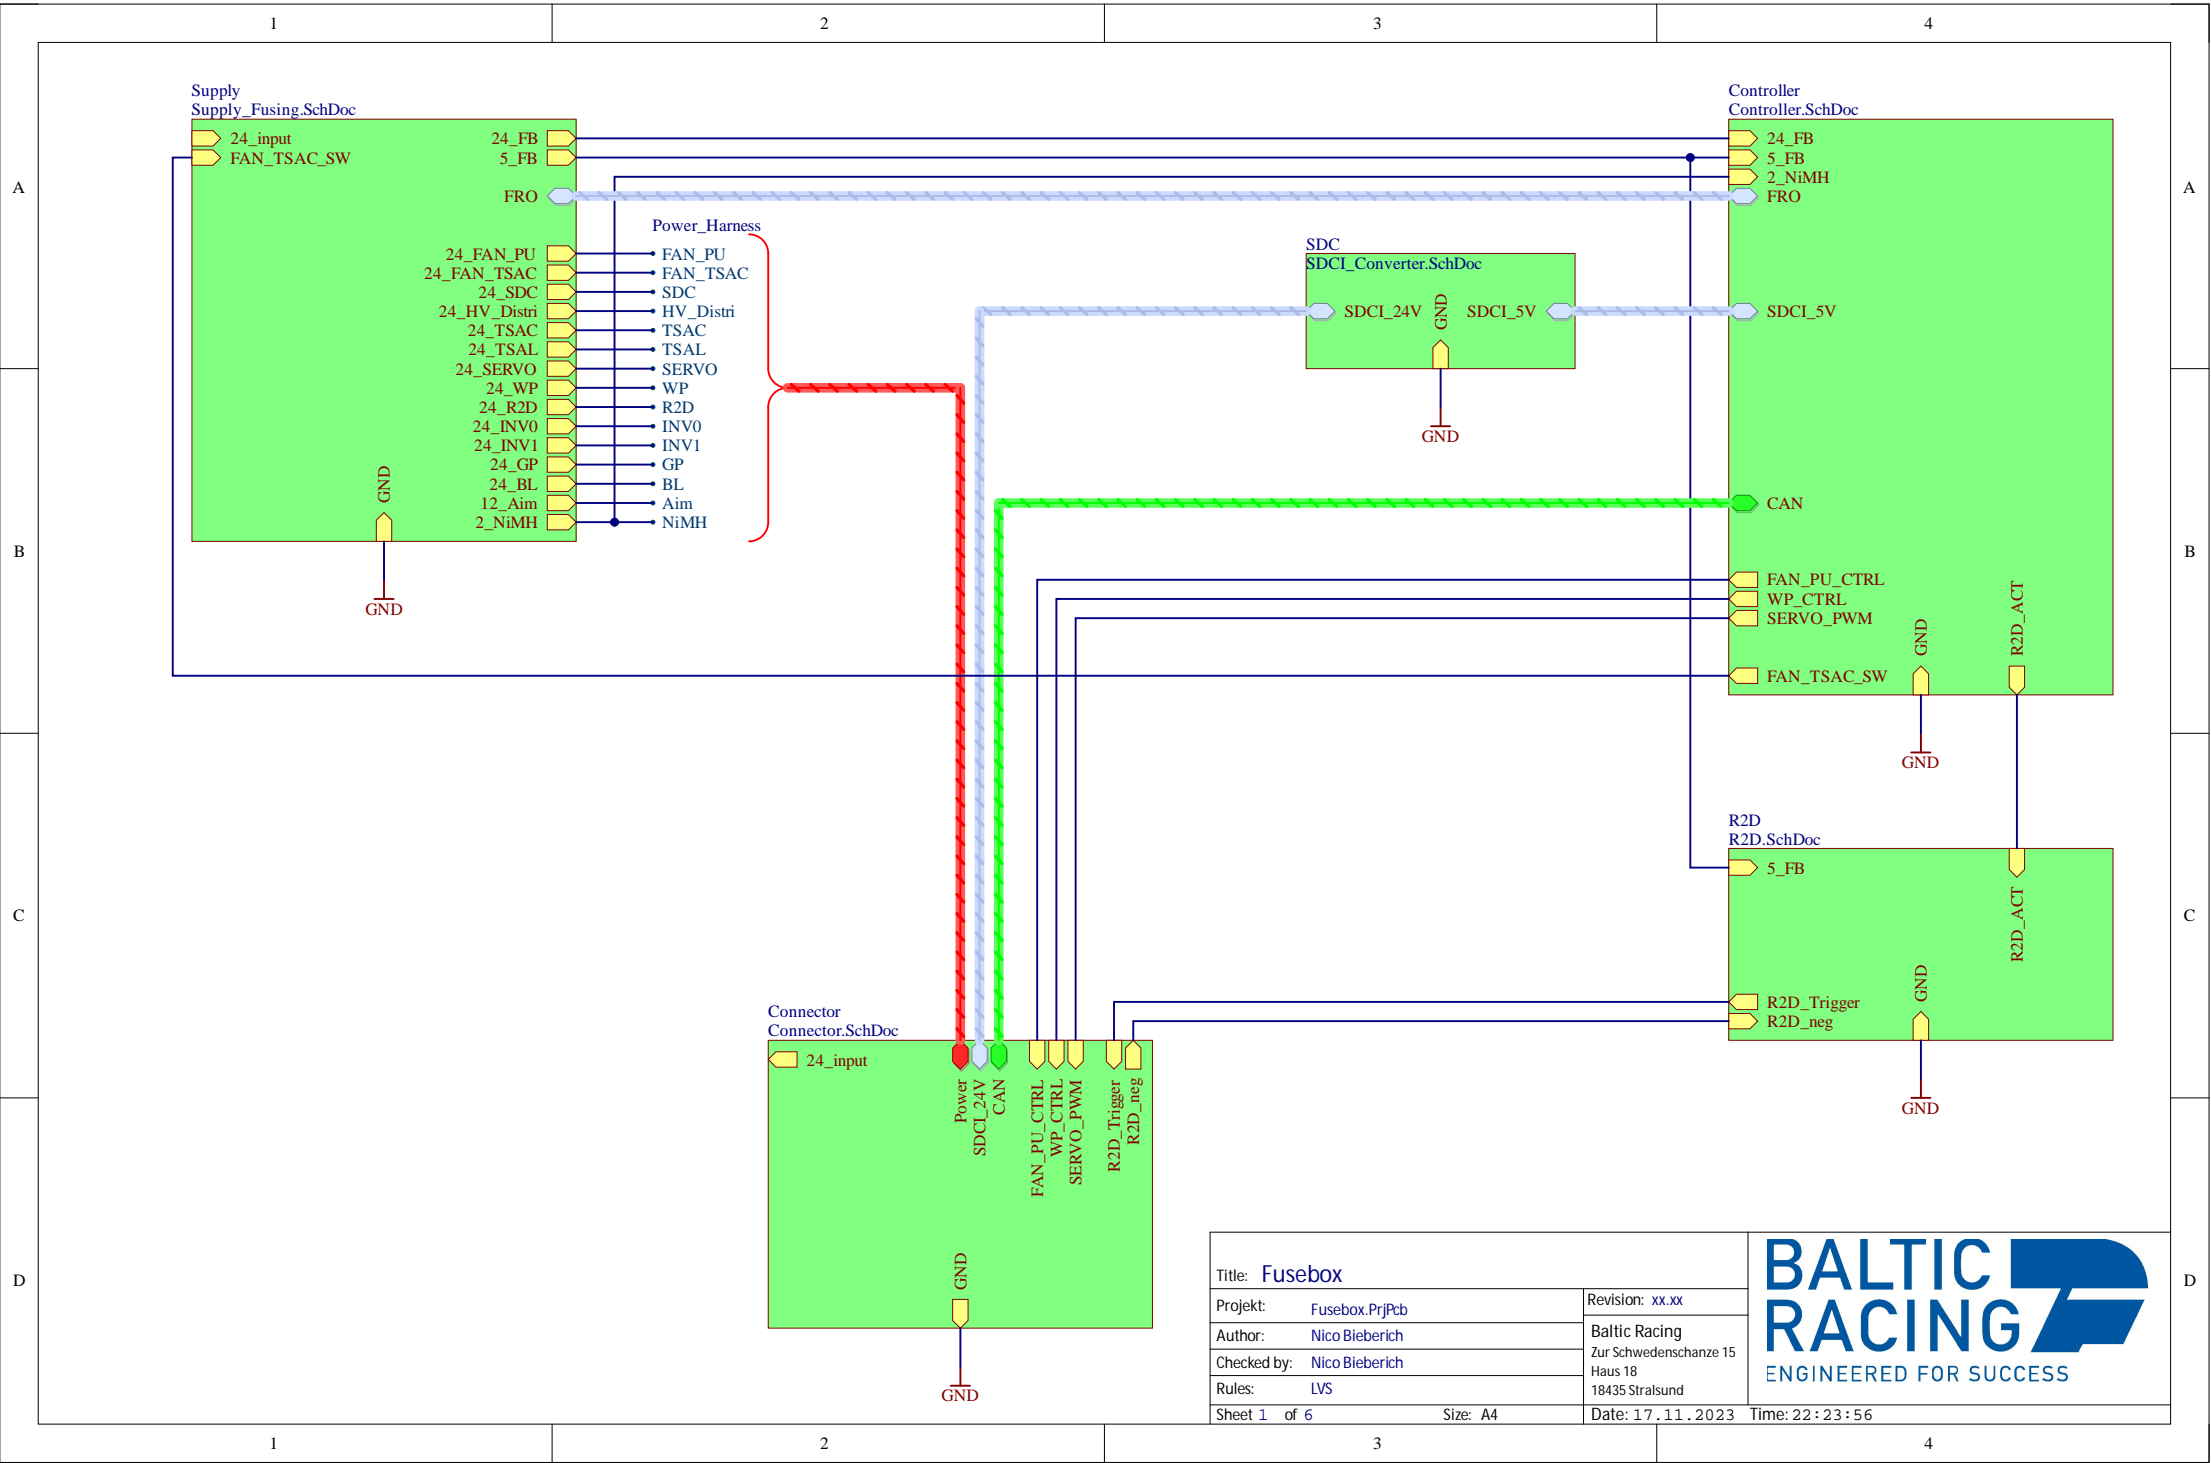 1 2 3 4
A A
B B
C C
D D
1 2 3 4
Supply
Supply_Fusing.SchDoc
24_input
FAN_TSAC_SW
24_FB
5_FB
FRO
24_FAN_PU
24_FAN_TSAC
24_SDC
24_HV_Distri
24_TSAC
24_TSAL
24_SERVO
24_WP
24_R2D
24_INV0
24_INV1
24_GP
24_BL
12_Aim
2_NiMH
GND
GND
Power_Harness
FAN_PU
FAN_TSAC
SDC
HV_Distri
TSAC
TSAL
SERVO
WP
R2D
INV0
INV1
GP
BL
Aim
NiMH
SDC
SDCI_Converter.SchDoc
SDCI_24V
GND
SDCI_5V
GND
Controller
Controller.SchDoc
24_FB
5_FB
2_NiMH
FRO
SDCI_5V
CAN
FAN_PU_CTRL
WP_CTRL
SERVO_PWM
FAN_TSAC_SW
GND
R2D_ACT
GND
R2D
R2D.SchDoc
5_FB
R2D_ACT
R2D_Trigger
R2D_neg
GND
GND
Connector
Connector.SchDoc
24_input
Power
SDCI_24V
CAN
FAN_PU_CTRL
WP_CTRL
SERVO_PWM
R2D_Trigger
R2D_neg
GND
GND
Title: Fusebox
Projekt: Fusebox.PrjPcb
Author: Nico Bieberich
Checked by: Nico Bieberich
Rules: LVS
Sheet 1 of 6 Size: A4
Revision: xx.xx
Baltic Racing
Zur Schwedenschanze 15
Haus 18
18435 Stralsund
Date: 17.11.2023 Time: 22:23:56
BALTIC
RACING
ENGINEERED FOR SUCCESS